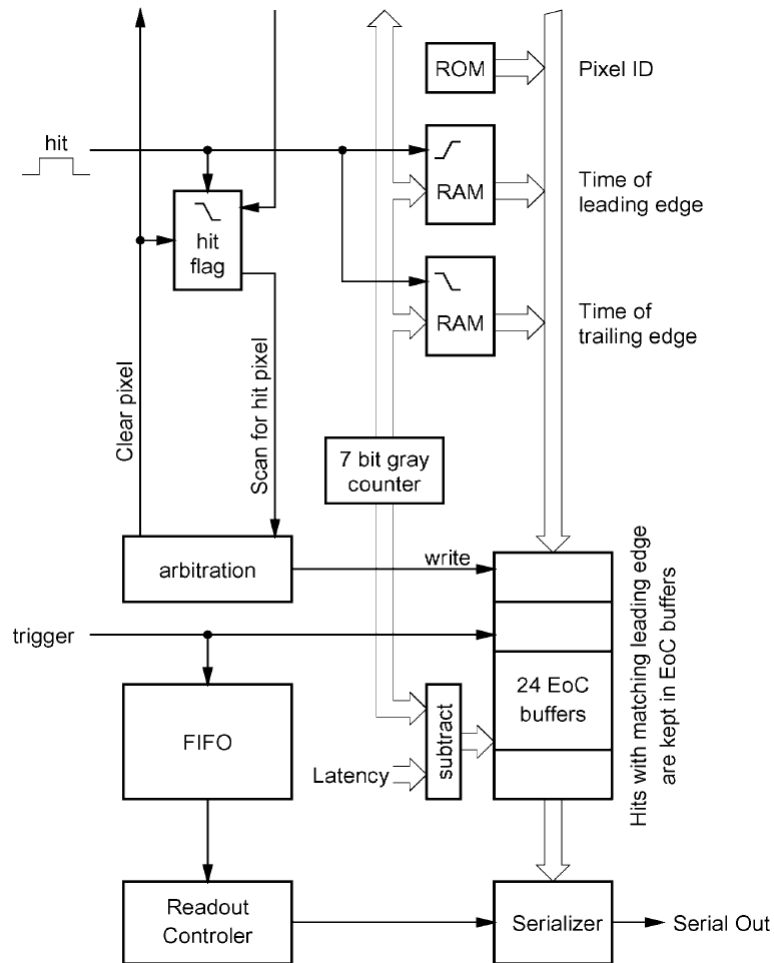 ROM
Pixel ID
hit
RAM
Time of
leading edge
hit
flag
RAM
Time of
trailing edge
Clear pixel
Scan for hit pixel
7 bit gray
counter
arbitration
write
trigger
24 EoC
buffers
Hits with matching leading edge
are kept in EoC buffers
FIFO
subtract
Latency
Readout
Controler
Serializer
Serial Out